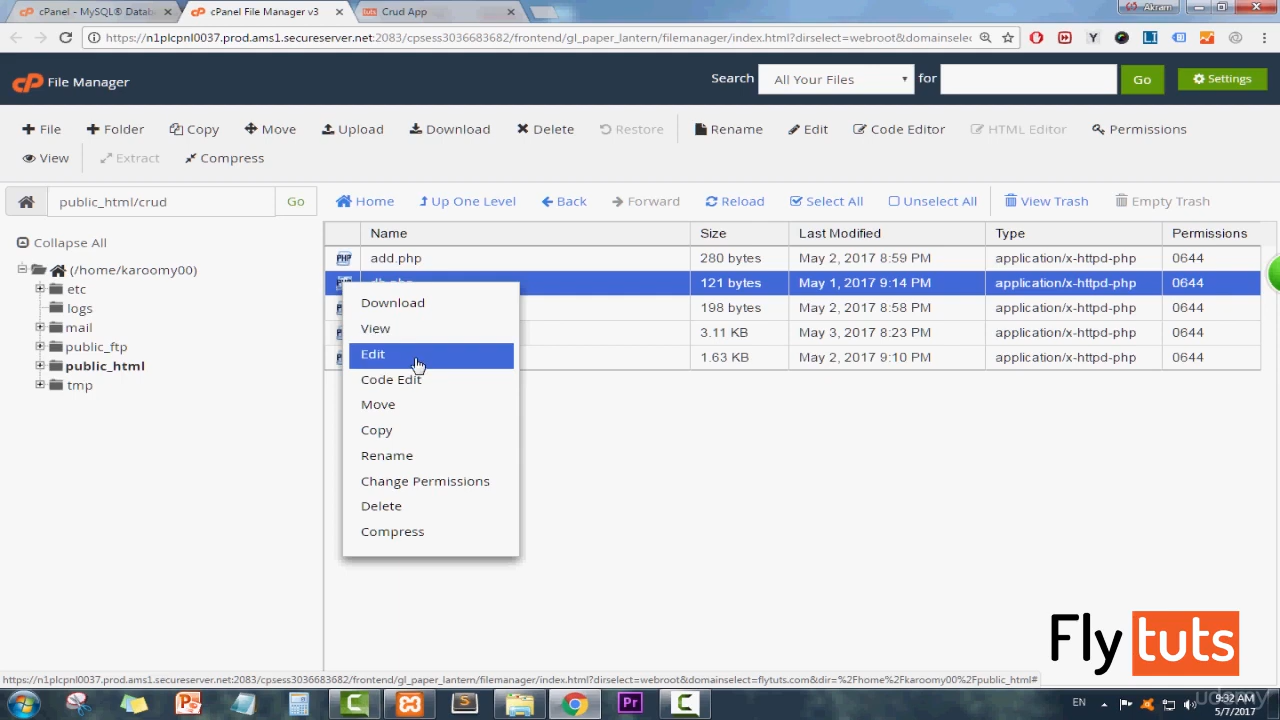 cPanel - MySQL® Datab
cPanel File Manager v3
Crud App
Akram
https://n1plcpnl0037.prod.ams1.secureserver.net:2083/cpsess3036683682/frontend/gl_paper_lantern/filemanager/index.html?dirselect=webroot&domainselec
cP File Manager
Search All Your Files for Go Settings
File Folder Copy Move Upload Download Delete Restore Rename Edit Code Editor HTML Editor Permissions
View Extract Compress
public_html/crud Go Home Up One Level Back Forward Reload Select All Unselect All View Trash Empty Trash
Collapse All
(/home/karoomy00)
etc
logs
mail
public_ftp
public_html
tmp
Name Size Last Modified Type Permissions
add.php 280 bytes May 2, 2017 8:59 PM application/x-httpd-php 0644
121 bytes May 1, 2017 9:14 PM application/x-httpd-php 0644
198 bytes May 2, 2017 8:58 PM application/x-httpd-php 0644
3.11 KB May 3, 2017 8:23 PM application/x-httpd-php 0644
1.63 KB May 2, 2017 9:10 PM application/x-httpd-php 0644
Download
View
Edit
Code Edit
Move
Copy
Rename
Change Permissions
Delete
Compress
Fly tuts
https://n1plcpnl0037.prod.ams1.secureserver.net:2083/cpsess3036683682/frontend/gl_paper_lantern/filemanager/index.html?dirselect=webroot&domainselect=flytuts.com&dir=%2Fhome%2Fkaroomy00%2Fpublic_html#
EN
9:32 AM
5/7/2017
udemy